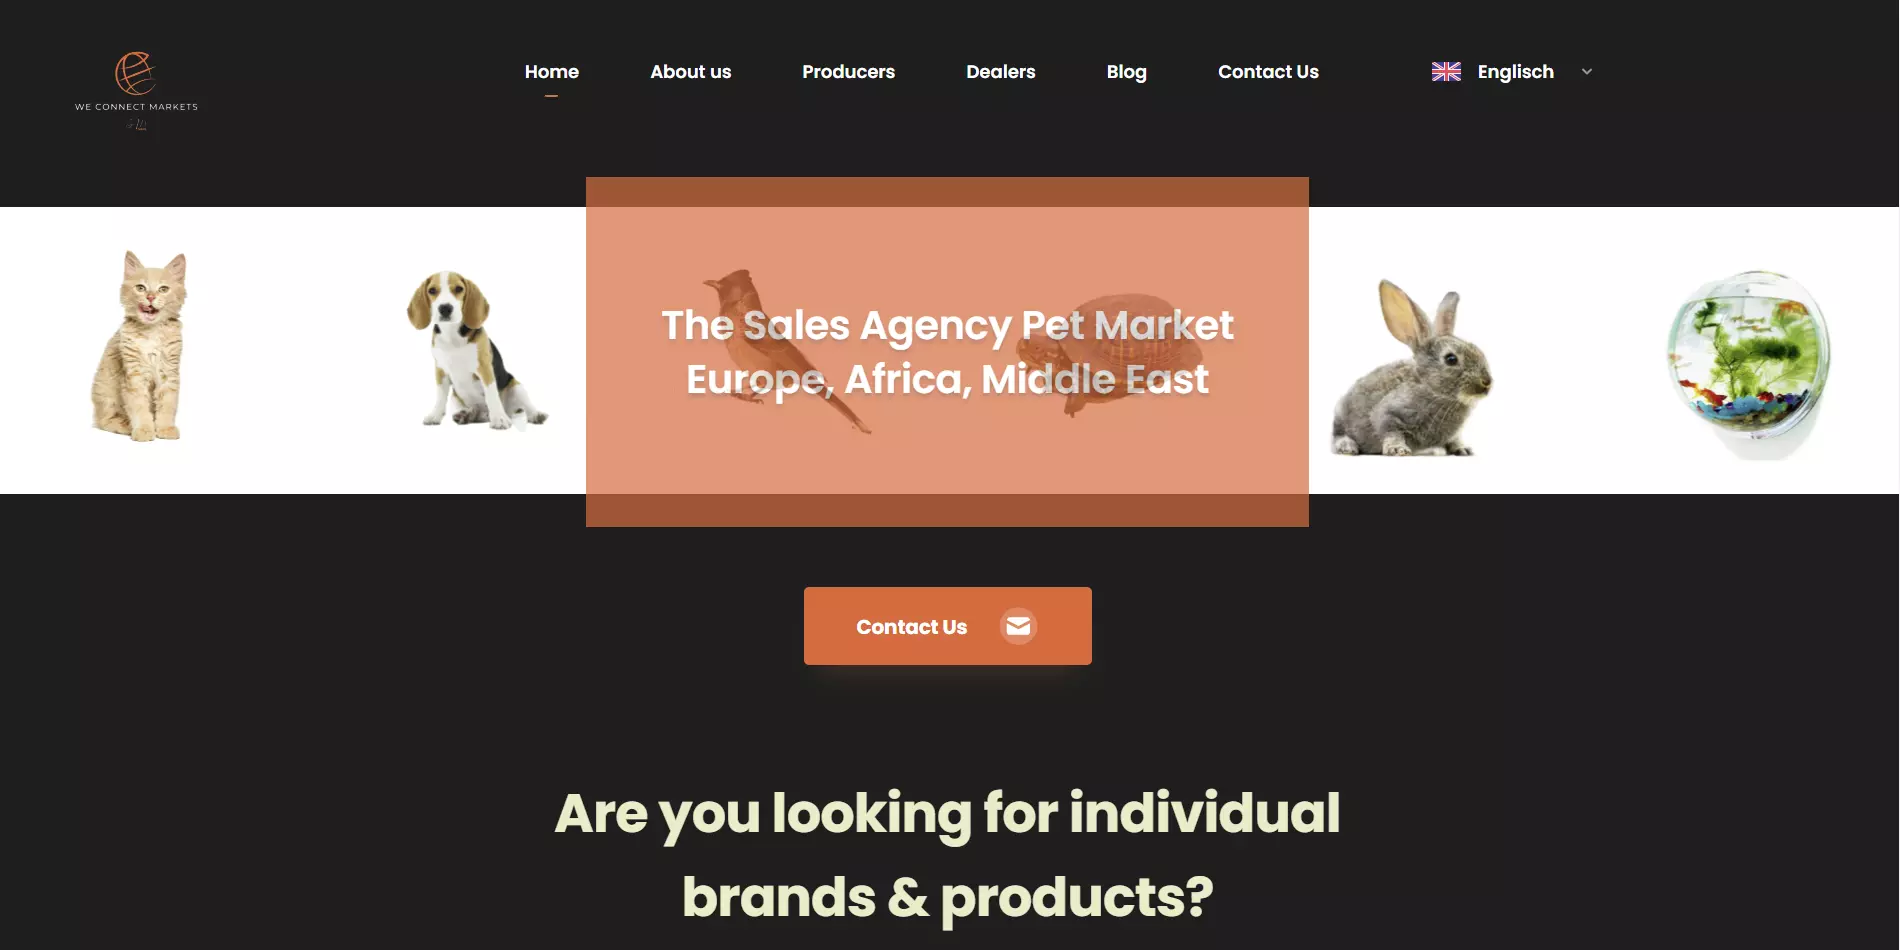 WE CONNECT MARKETS
Home
About us
Producers
Dealers
Blog
Contact Us
Englisch
The Sales Agency Pet Market
Europe, Africa, Middle East
Contact Us
Are you looking for individual
brands & products?